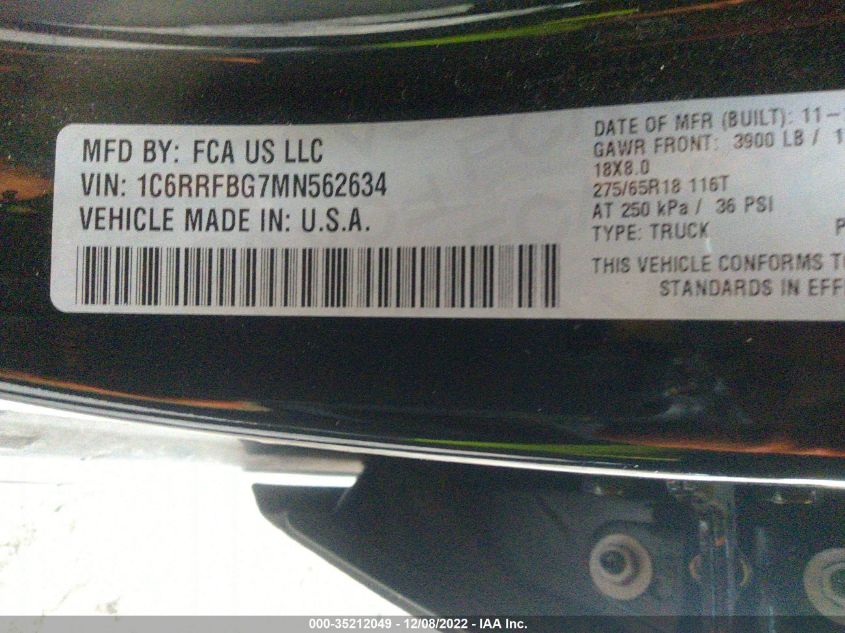 MFD BY: FCA US LLC
VIN: 1C6RRFBG7MN562634
VEHICLE MADE IN: U.S.A.
DATE OF MFR (BUILT): 11-
GAWR FRONT: 3900 LB / 1
18X8.0
275/65R18 116T
AT 250 kPa / 36 PSI
TYPE: TRUCK P
THIS VEHICLE CONFORMS TO
STANDARDS IN EFF
000-35212049 - 12/08/2022 - IAA Inc.